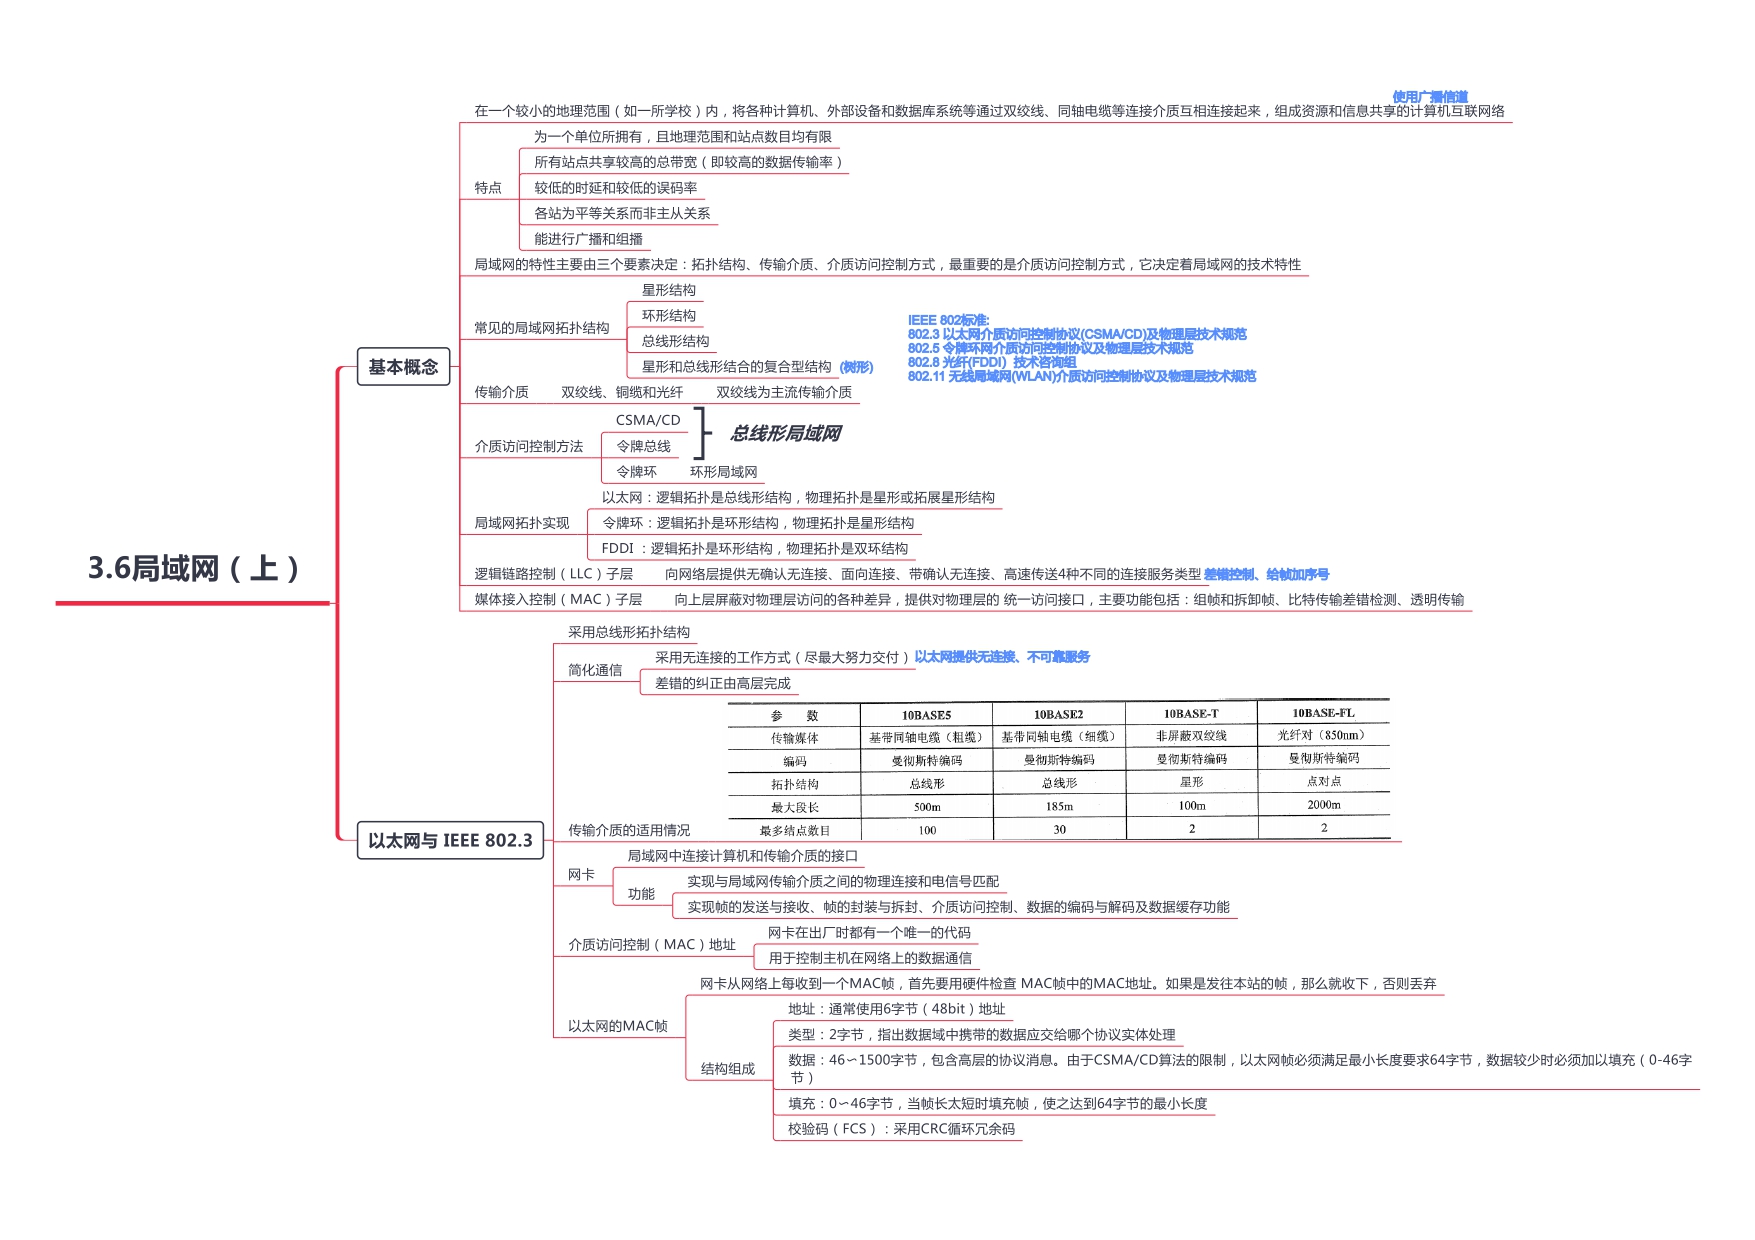 使用广播信道
在一个较小的地理范围（如一所学校）内，将各种计算机、外部设备和数据库系统等通过双绞线、同轴电缆等连接介质互相连接起来，组成资源和信息共享的计算机互联网络
为一个单位所拥有，且地理范围和站点数目均有限
所有站点共享较高的总带宽（即较高的数据传输率）
特点
较低的时延和较低的误码率
各站为平等关系而非主从关系
能进行广播和组播
局域网的特性主要由三个要素决定：拓扑结构、传输介质、介质访问控制方式，最重要的是介质访问控制方式，它决定着局域网的技术特性
常见的局域网拓扑结构
星形结构
环形结构
总线形结构
星形和总线形结合的复合型结构 (树形)
IEEE 802标准:
802.3 以太网介质访问控制协议(CSMA/CD)及物理层技术规范
802.5 令牌环网介质访问控制协议及物理层技术规范
802.8 光纤(FDDI) 技术咨询组
802.11 无线局域网(WLAN)介质访问控制协议及物理层技术规范
基本概念
传输介质 双绞线、铜缆和光纤 双绞线为主流传输介质
介质访问控制方法
CSMA/CD
令牌总线
总线形局域网
令牌环 环形局域网
局域网拓扑实现
以太网：逻辑拓扑是总线形结构，物理拓扑是星形或拓展星形结构
令牌环：逻辑拓扑是环形结构，物理拓扑是星形结构
FDDI ：逻辑拓扑是环形结构，物理拓扑是双环结构
3.6局域网（上）
逻辑链路控制（LLC）子层 向网络层提供无确认无连接、面向连接、带确认无连接、高速传送4种不同的连接服务类型 差错控制、给帧加序号
媒体接入控制（MAC）子层 向上层屏蔽对物理层访问的各种差异，提供对物理层的 统一访问接口，主要功能包括：组帧和拆卸帧、比特传输差错检测、透明传输
采用总线形拓扑结构
简化通信
采用无连接的工作方式（尽最大努力交付）以太网提供无连接、不可靠服务
差错的纠正由高层完成
参 数 10BASE5 10BASE2 10BASE-T 10BASE-FL
传输媒体 基带同轴电缆（粗缆） 基带同轴电缆（细缆） 非屏蔽双绞线 光纤对（850nm）
编码 曼彻斯特编码 曼彻斯特编码 曼彻斯特编码 曼彻斯特编码
拓扑结构 总线形 总线形 星形 点对点
最大段长 500m 185m 100m 2000m
最多结点数目 100 30 2 2
传输介质的适用情况
以太网与 IEEE 802.3
网卡
局域网中连接计算机和传输介质的接口
功能
实现与局域网传输介质之间的物理连接和电信号匹配
实现帧的发送与接收、帧的封装与拆封、介质访问控制、数据的编码与解码及数据缓存功能
介质访问控制（MAC）地址
网卡在出厂时都有一个唯一的代码
用于控制主机在网络上的数据通信
以太网的MAC帧
网卡从网络上每收到一个MAC帧，首先要用硬件检查 MAC帧中的MAC地址。如果是发往本站的帧，那么就收下，否则丢弃
结构组成
地址：通常使用6字节（48bit）地址
类型：2字节，指出数据域中携带的数据应交给哪个协议实体处理
数据：46～1500字节，包含高层的协议消息。由于CSMA/CD算法的限制，以太网帧必须满足最小长度要求64字节，数据较少时必须加以填充（0-46字
节）
填充：0～46字节，当帧长太短时填充帧，使之达到64字节的最小长度
校验码（FCS）：采用CRC循环冗余码